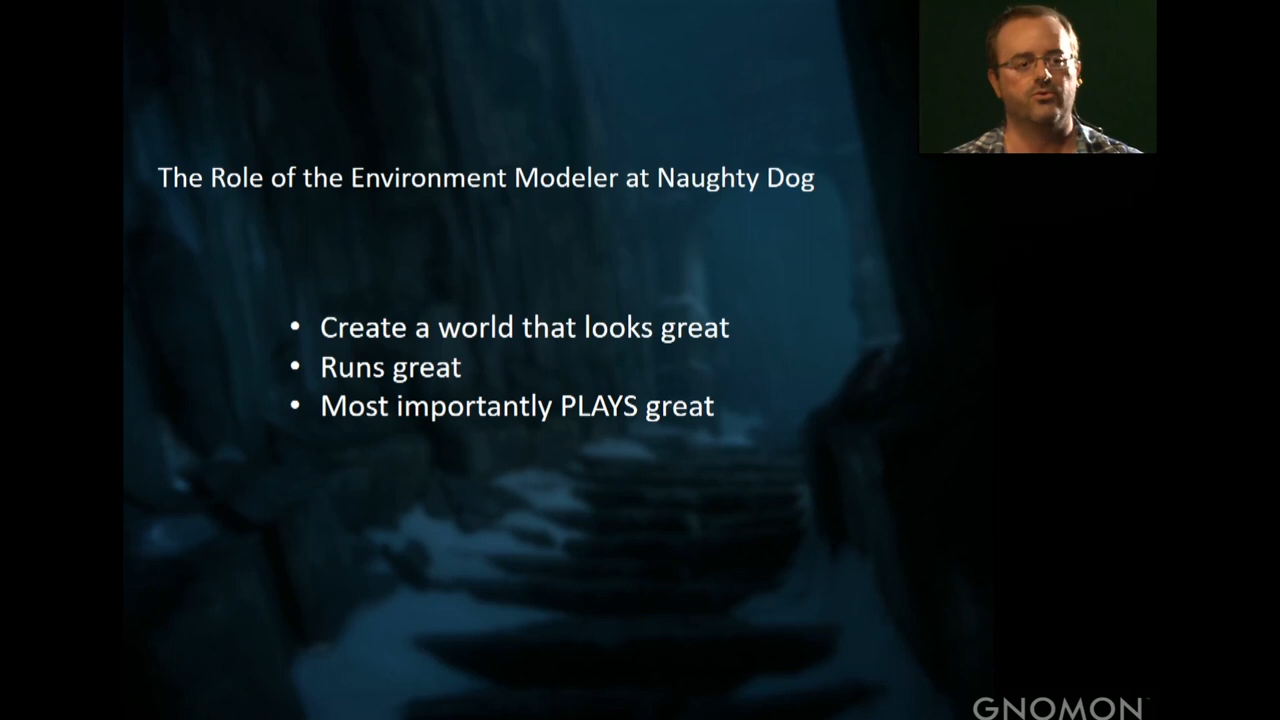 The Role of the Environment Modeler at Naughty Dog
• Create a world that looks great
• Runs great
• Most importantly PLAYS great
GNOMON